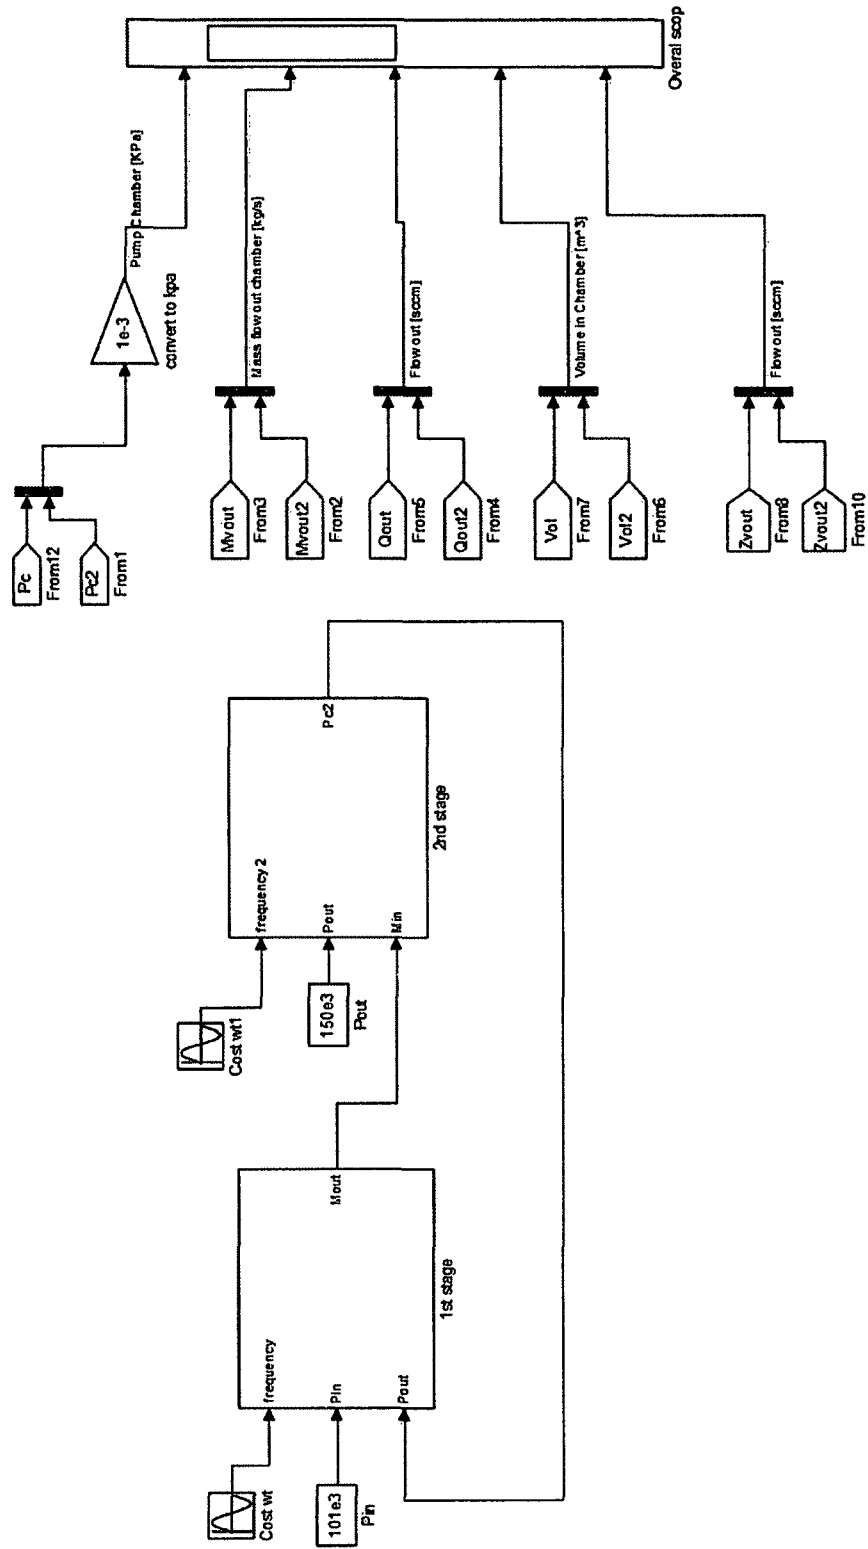 Cost wt
101e3
Pin
frequency
Pin
Pout
Mout
1st stage
Cost wt1
150e3
Pout
frequency 2
Pout
Min
Pc2
2nd stage
Pc
From12
Pc2
From1
1e-3
convert to kpa
Pump Chamber [KPa]
Mvout
From3
Mvout2
From2
Mass flow out chamber [kg/s]
Qout
From5
Qout2
From4
Flow out [sccm]
Vol
From7
Vol2
From6
Volume in Chamber [m^3]
Zvout
From8
Zvout2
From10
Flow out [sccm]
Overal scop